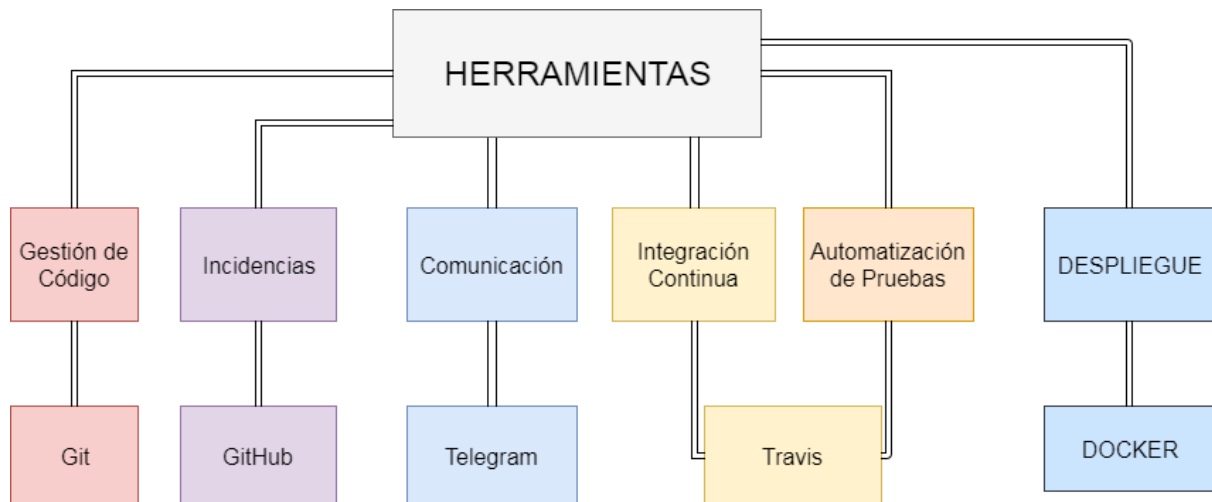 HERRAMIENTAS
Gestión de
Código
Incidencias
Comunicación
Integración
Continua
Automatización
de Pruebas
DESPLIEGUE
Git
GitHub
Telegram
Travis
DOCKER